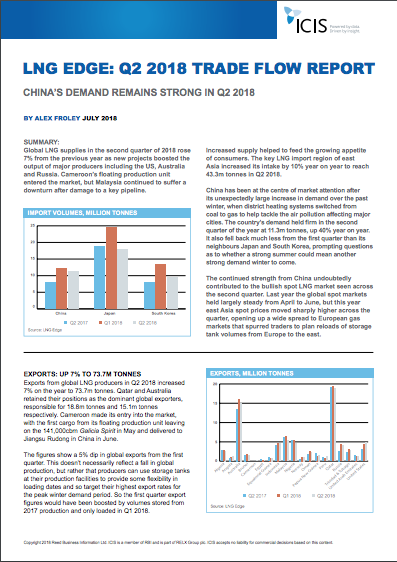 ICIS
Powered by data
Driven by insight
LNG EDGE: Q2 2018 TRADE FLOW REPORT
CHINA'S DEMAND REMAINS STRONG IN Q2 2018
BY ALEX FROLEY JULY 2018
SUMMARY:
Global LNG supplies in the second quarter of 2018 rose
7% from the previous year as new projects boosted the
output of major producers including the US, Australia
and Russia. Cameroon's floating production unit
entered the market, but Malaysia continued to suffer a
downturn after damage to a key pipeline.
IMPORT VOLUMES, MILLION TONNES
25
20
15
10
5
0
China Japan South Korea
Q2 2017 Q1 2018 Q2 2018
Source: LNG Edge
Increased supply helped to feed the growing appetite
of consumers. The key LNG import region of east
Asia increased its intake by 10% year on year to reach
43.3m tonnes in Q2 2018.
China has been at the centre of market attention after
its unexpectedly large increase in demand over the past
winter, when district heating systems switched from
coal to gas to help tackle the air pollution affecting major
cities. The country's demand held firm in the second
quarter of the year at 11.3m tonnes, up 40% year on year.
It also fell back much less from the first quarter than its
neighbours Japan and South Korea, prompting questions
as to whether a strong summer could mean another
strong demand winter to come.
The continued strength from China undoubtedly
contributed to the bullish spot LNG market seen across
the second quarter. Last year the global spot markets
held largely steady from April to June, but this year
east Asia spot prices moved sharply higher across the
quarter, opening up a wide spread to European gas
markets that spurred traders to plan reloads of storage
tank volumes from Europe to the east.
EXPORTS: UP 7% TO 73.7M TONNES
Exports from global LNG producers in Q2 2018 increased
7% on the year to 73.7m tonnes. Qatar and Australia
retained their positions as the dominant global exporters,
responsible for 18.8m tonnes and 15.1m tonnes
respectively. Cameroon made its entry into the market,
with the first cargo from its floating production unit leaving
on the 141,000cbm Galicia Spirit in May and delivered to
Jiangsu Rudong in China in June.
The figures show a 5% dip in global exports from the first
quarter. This doesn't necessarily reflect a fall in global
production, but rather that exporters can use storage tanks
at their production facilities to provide some flexibility in
loading dates and so target their highest export rates for
the peak winter demand period. So the first quarter export
figures would have been boosted by volumes stored from
2017 production and only loaded in Q1 2018.
EXPORTS, MILLION TONNES
20
15
10
5
0
Q2 2017 Q1 2018 Q2 2018
Source: LNG Edge
Copyright 2018 Reed Business Information Ltd. ICIS is a member of RBI and is part of RELX Group plc. ICIS accepts no liability for commercial decisions based on this content.